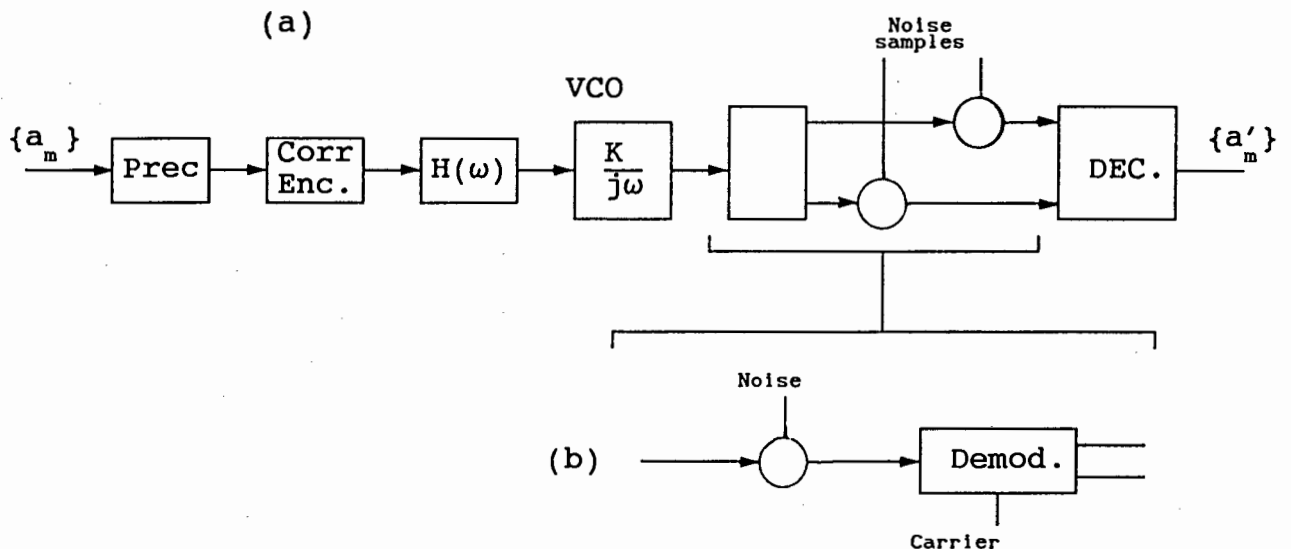 (a)
Noise
samples
VCO
{a_m}
Prec
Corr
Enc.
H(ω)
K
jω
DEC.
{a'_m}
Noise
(b)
Demod.
Carrier